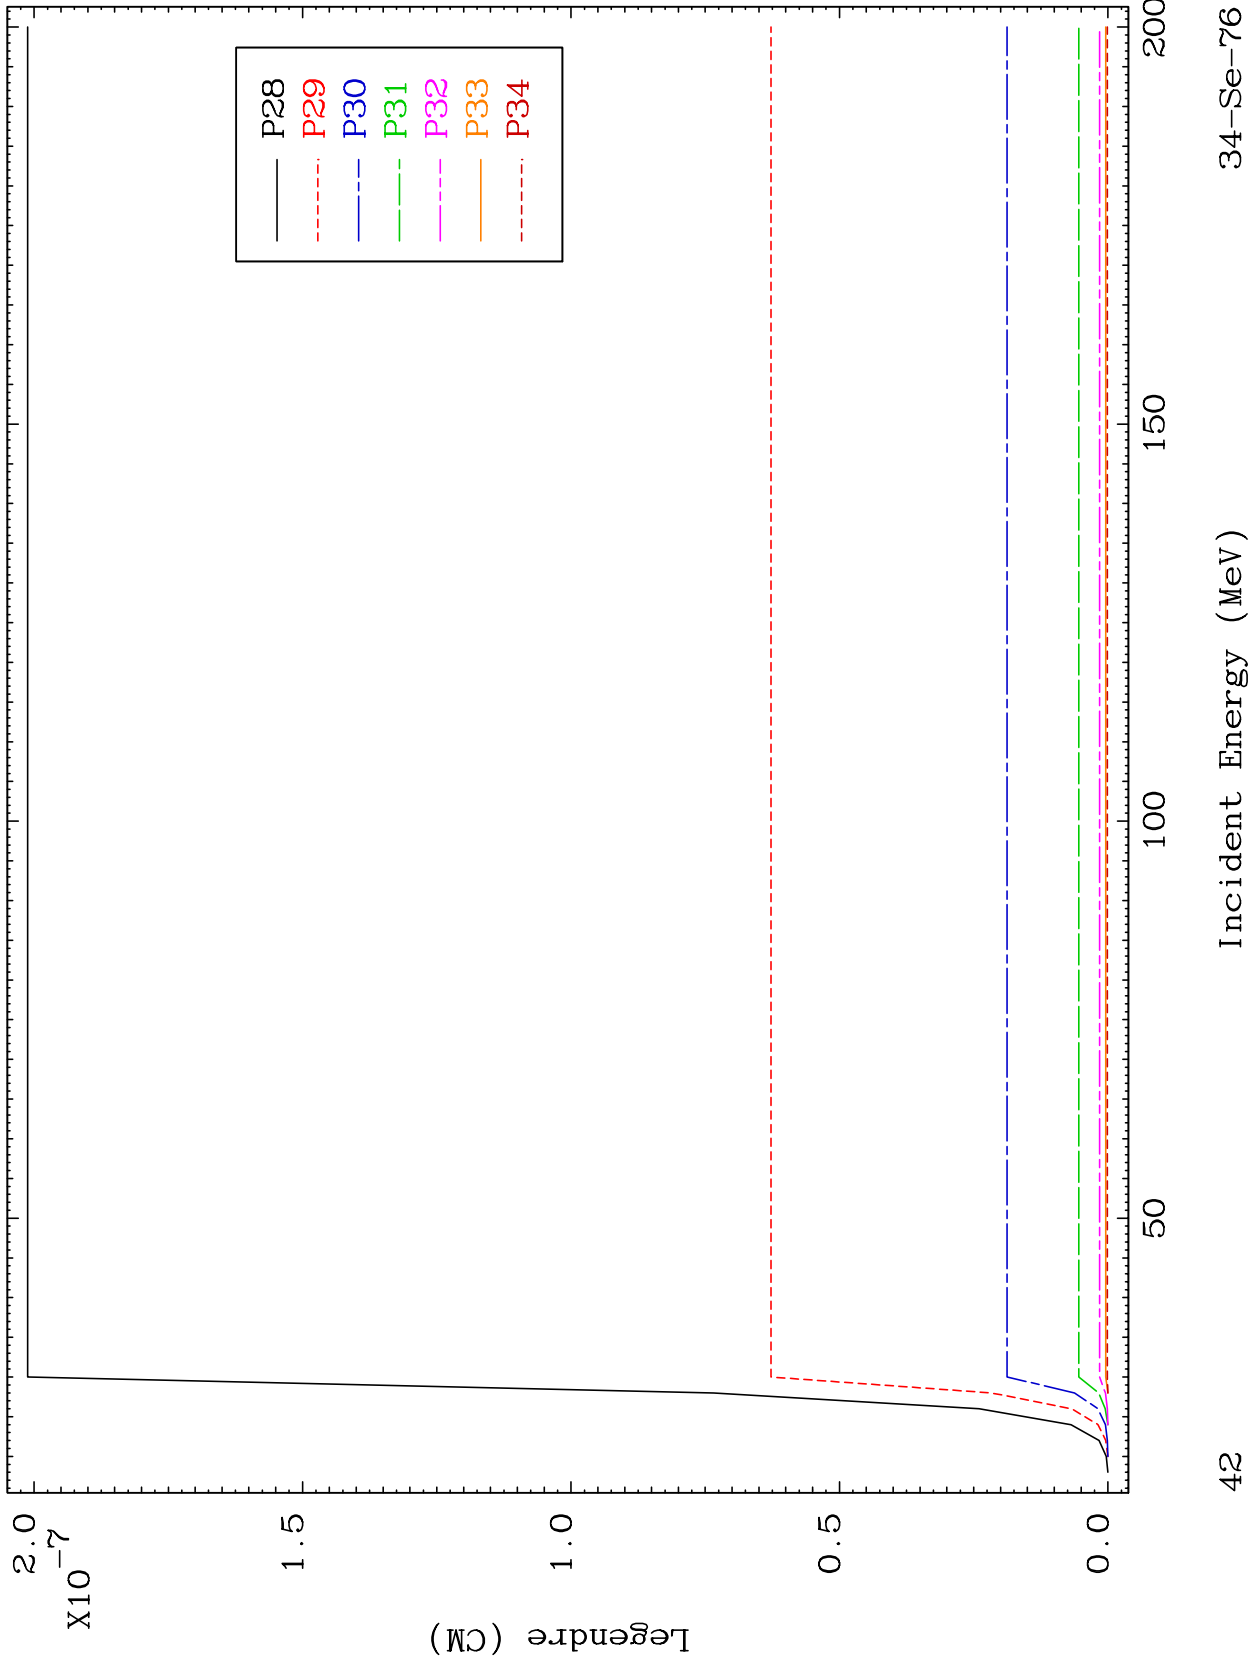 2.0
X10⁻⁷
1.5
1.0
0.5
0.0
Legendre (CM)
P28
P29
P30
P31
P32
P33
P34
50
100
150
200
42
Incident Energy (MeV)
34-Se-76